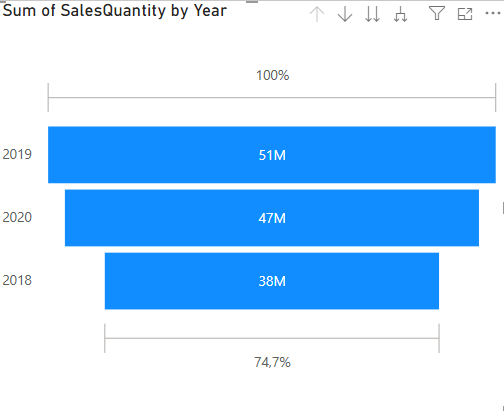 Sum of SalesQuantity by Year
100%
2019 51M
2020 47M
2018 38M
74,7%